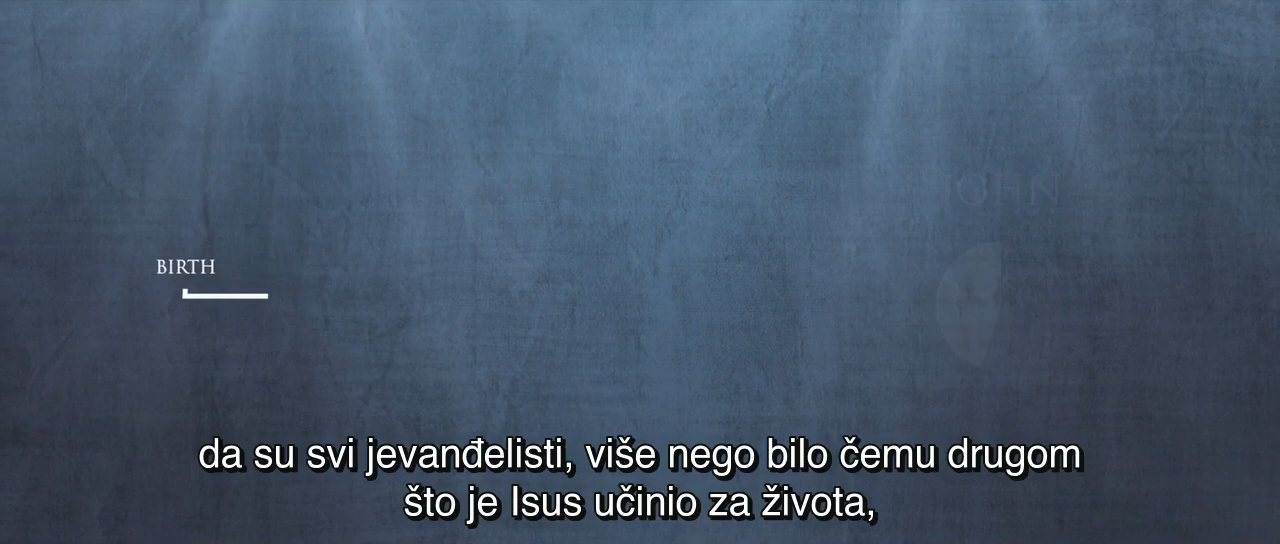 JOHN
BIRTH
da su svi jevanđelisti, više nego bilo čemu drugom
što je Isus učinio za života,